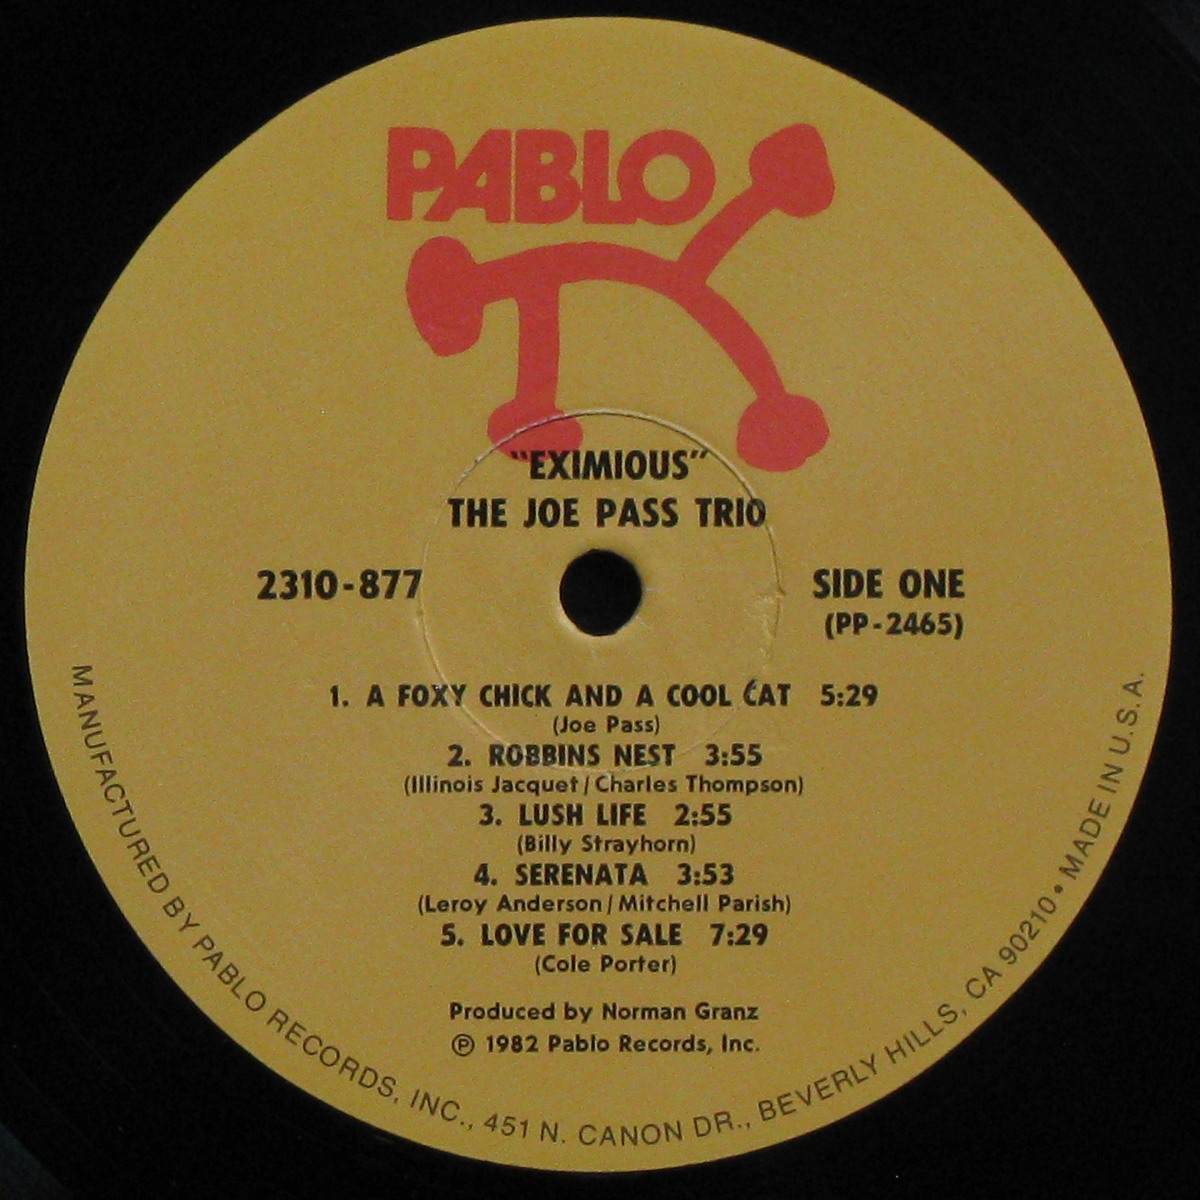 PABLO
"EXIMIOUS"
THE JOE PASS TRIO
2310-877
SIDE ONE
(PP-2465)
1. A FOXY CHICK AND A COOL CAT 5:29
(Joe Pass)
2. ROBBINS NEST 3:55
(Illinois Jacquet/Charles Thompson)
3. LUSH LIFE 2:55
(Billy Strayhorn)
4. SERENATA 3:53
(Leroy Anderson/Mitchell Parish)
5. LOVE FOR SALE 7:29
(Cole Porter)
Produced by Norman Granz
℗ 1982 Pablo Records, Inc.
MANUFACTURED BY PABLO RECORDS, INC., 451 N. CANON DR., BEVERLY HILLS, CA 90210 • MADE IN U.S.A.